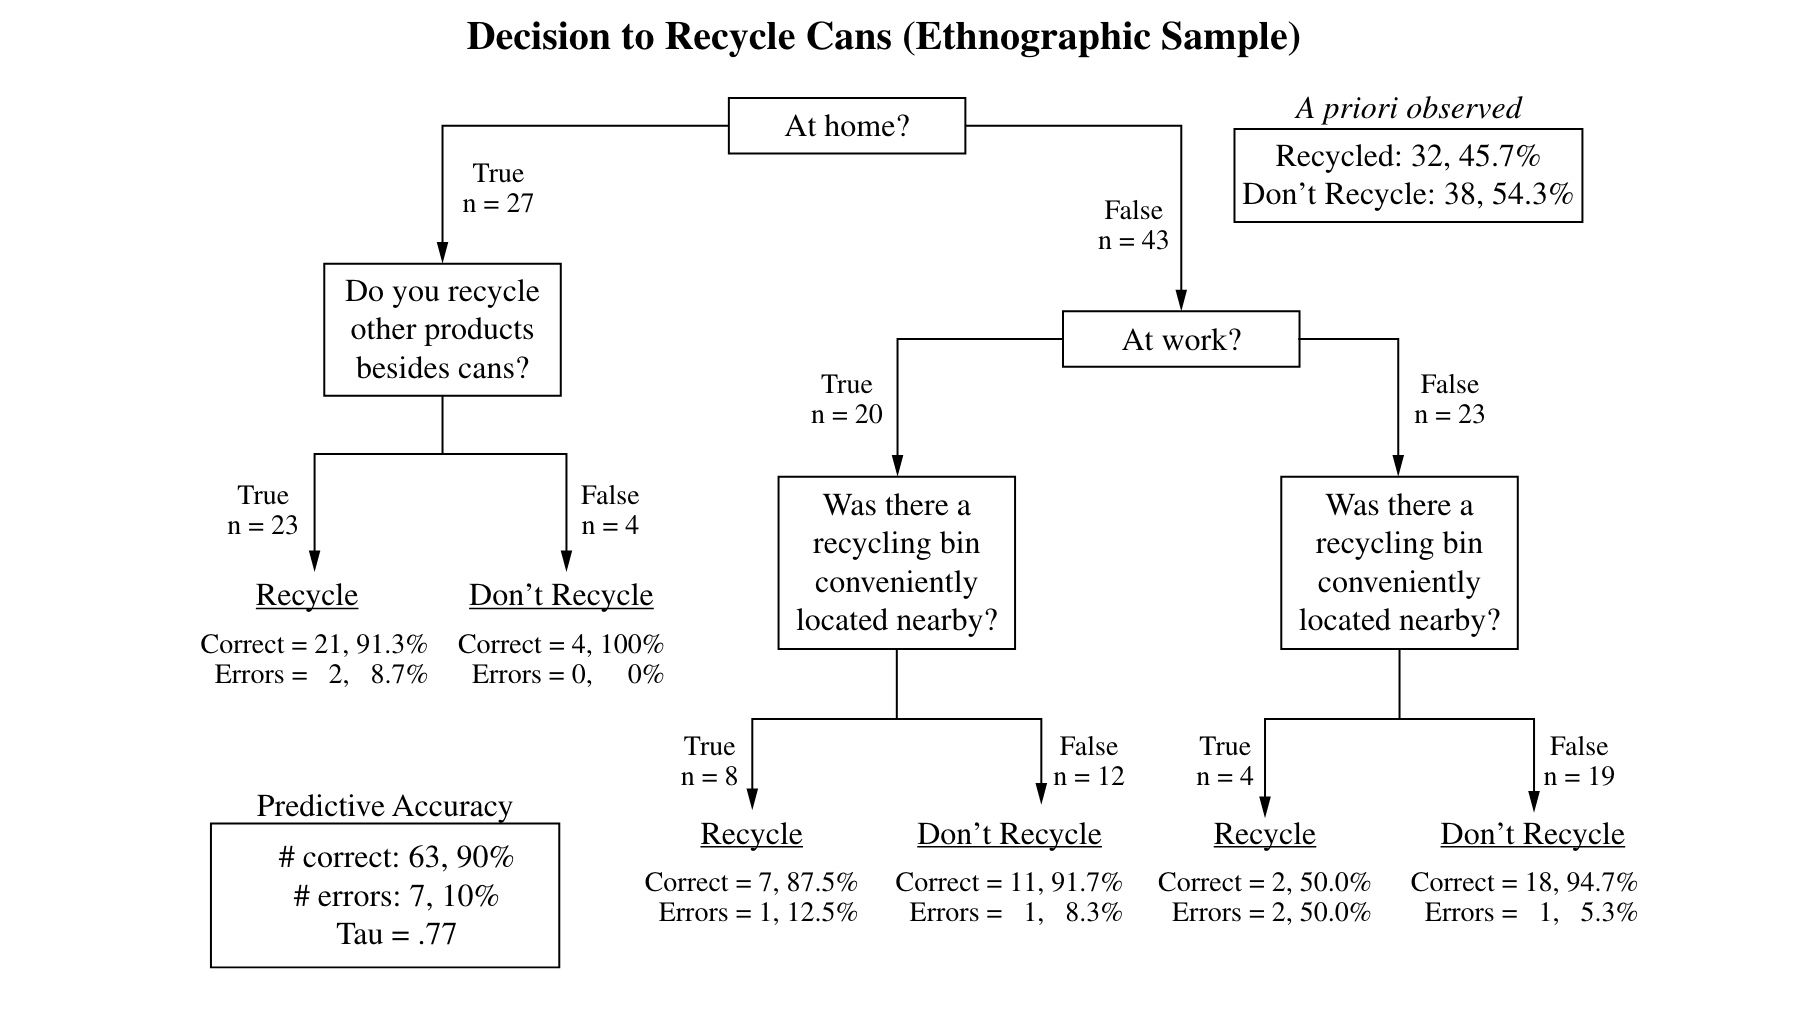 Decision to Recycle Cans (Ethnographic Sample)
At home?
A priori observed
Recycled: 32, 45.7%
Don’t Recycle: 38, 54.3%
True
n = 27
False
n = 43
Do you recycle
other products
besides cans?
At work?
True
n = 20
False
n = 23
True
n = 23
False
n = 4
Recycle
Correct = 21, 91.3%
Errors = 2, 8.7%
Don’t Recycle
Correct = 4, 100%
Errors = 0, 0%
Was there a
recycling bin
conveniently
located nearby?
Was there a
recycling bin
conveniently
located nearby?
True
n = 8
False
n = 12
True
n = 4
False
n = 19
Recycle
Correct = 7, 87.5%
Errors = 1, 12.5%
Don’t Recycle
Correct = 11, 91.7%
Errors = 1, 8.3%
Recycle
Correct = 2, 50.0%
Errors = 2, 50.0%
Don’t Recycle
Correct = 18, 94.7%
Errors = 1, 5.3%
Predictive Accuracy
# correct: 63, 90%
# errors: 7, 10%
Tau = .77